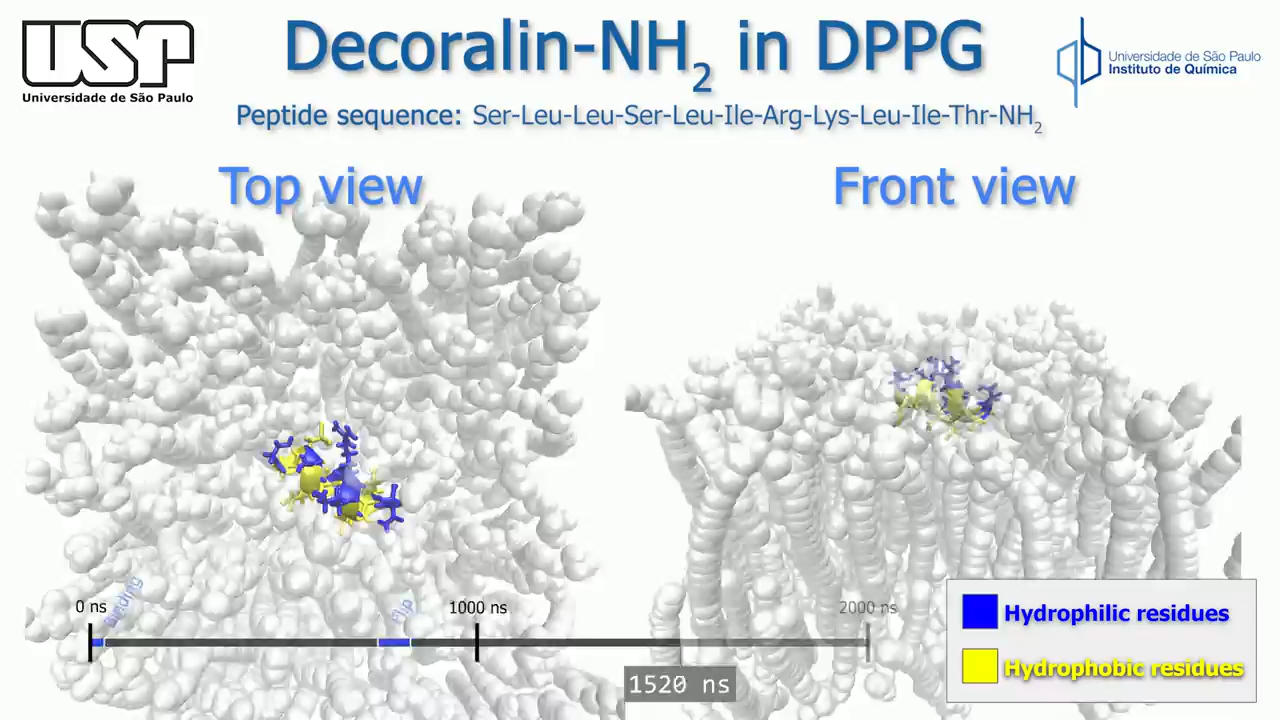 USP
Universidade de São Paulo
Decoralin-NH2 in DPPG
Universidade de São Paulo
Instituto de Química
Peptide sequence: Ser-Leu-Leu-Ser-Leu-Ile-Arg-Lys-Leu-Ile-Thr-NH2
Top view
Front view
Binding
Flip
0 ns
1000 ns
2000 ns
1520 ns
Hydrophilic residues
Hydrophobic residues